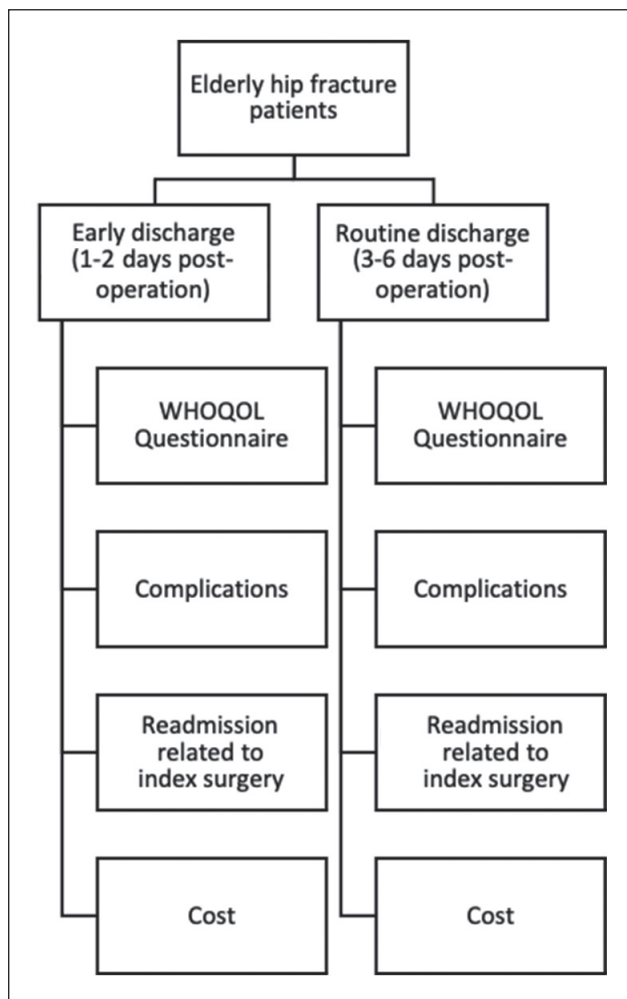 Elderly hip fracture
patients
Early discharge
(1-2 days post-
operation)
Routine discharge
(3-6 days post-
operation)
WHOQOL
Questionnaire
WHOQOL
Questionnaire
Complications
Complications
Readmission
related to
index surgery
Readmission
related to
index surgery
Cost
Cost